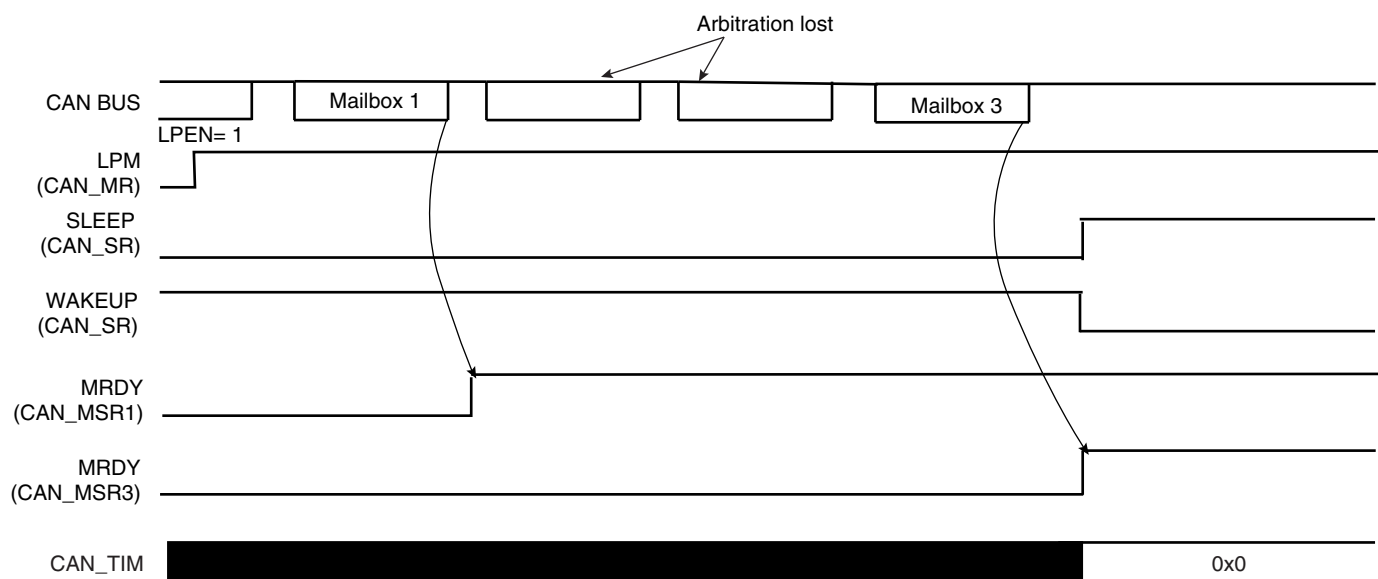 Arbitration lost
CAN BUS
Mailbox 1
Mailbox 3
LPEN= 1
LPM
(CAN_MR)
SLEEP
(CAN_SR)
WAKEUP
(CAN_SR)
MRDY
(CAN_MSR1)
MRDY
(CAN_MSR3)
CAN_TIM
0x0